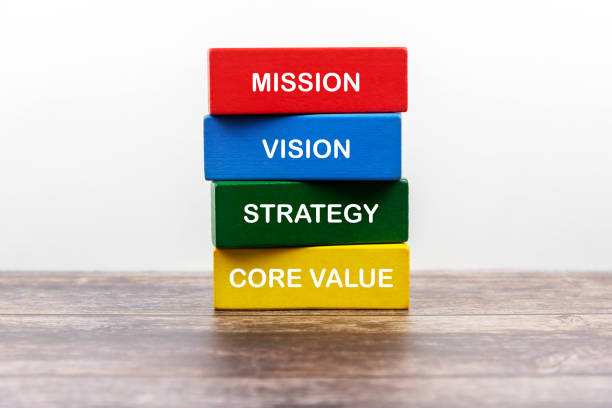 MISSION
VISION
STRATEGY
CORE VALUE